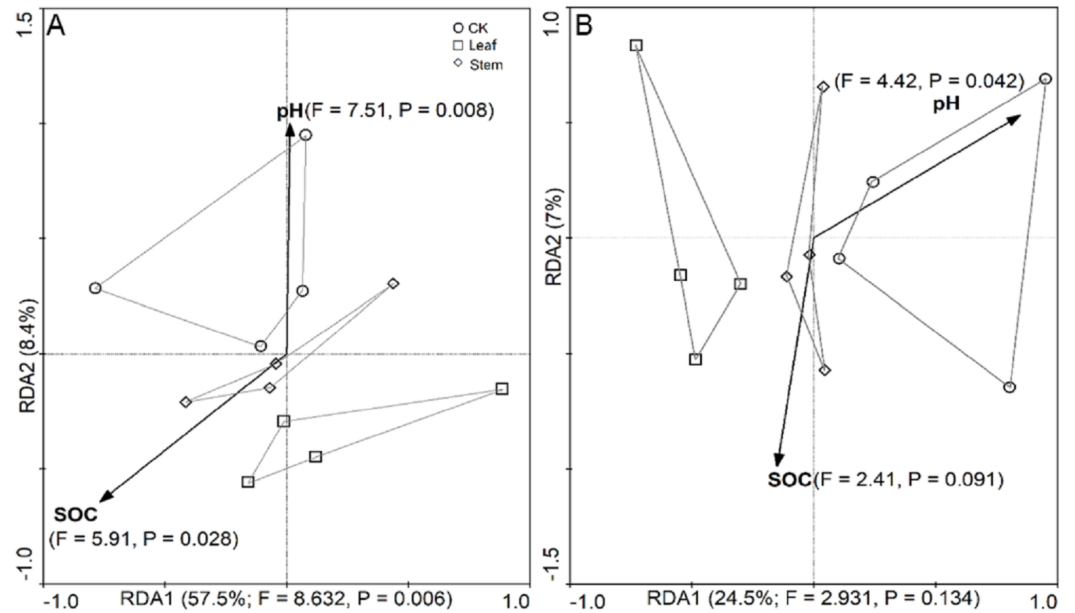 A
1.5
CK
Leaf
Stem
pH(F = 7.51, P = 0.008)
RDA2 (8.4%)
SOC
(F = 5.91, P = 0.028)
-1.0
-1.0
RDA1 (57.5%; F = 8.632, P = 0.006)
1.0
B
1.0
(F = 4.42, P = 0.042)
pH
RDA2 (7%)
SOC(F = 2.41, P = 0.091)
-1.5
-1.0
RDA1 (24.5%; F = 2.931, P = 0.134)
1.0